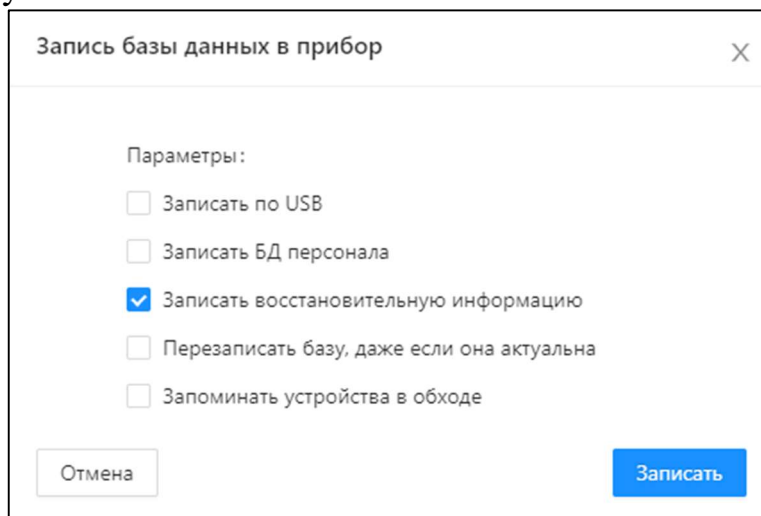 у
Запись базы данных в прибор
X
Параметры:
Записать по USB
Записать БД персонала
Записать восстановительную информацию
Перезаписать базу, даже если она актуальна
Запоминать устройства в обходе
Отмена
Записать